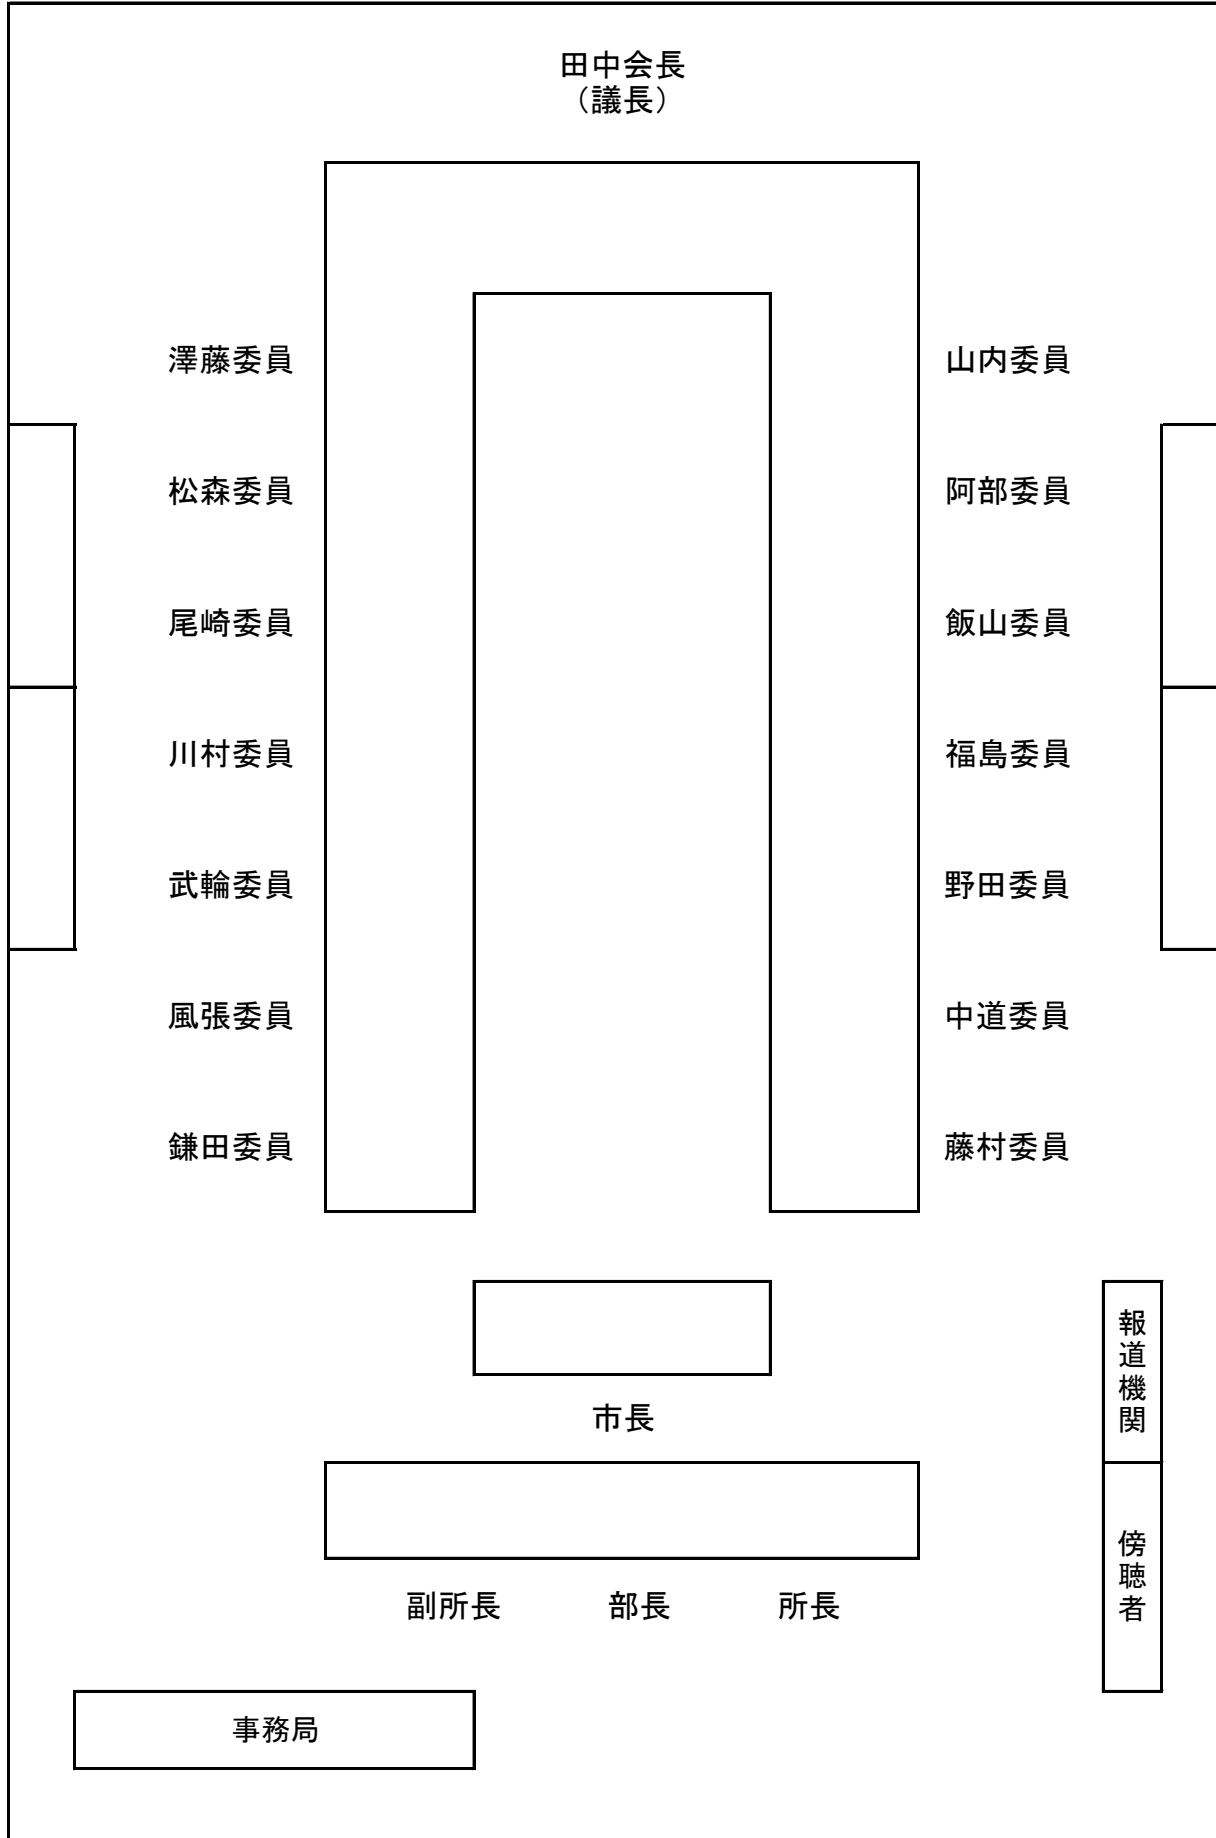 田中会長
（議長）
澤藤委員
山内委員
松森委員
阿部委員
尾崎委員
飯山委員
川村委員
福島委員
武輪委員
野田委員
風張委員
中道委員
鎌田委員
藤村委員
報道機関
市長
傍聴者
副所長
部長
所長
事務局